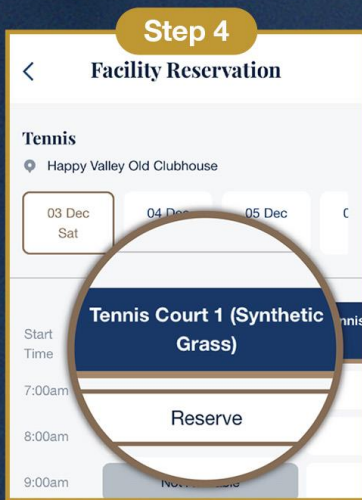 Step 4
Facility Reservation
Tennis
Happy Valley Old Clubhouse
03 Dec
Sat
04 Dec
05 Dec
Tennis Court 1 (Synthetic
Grass)
Start
Time
7:00am
Reserve
8:00am
9:00am